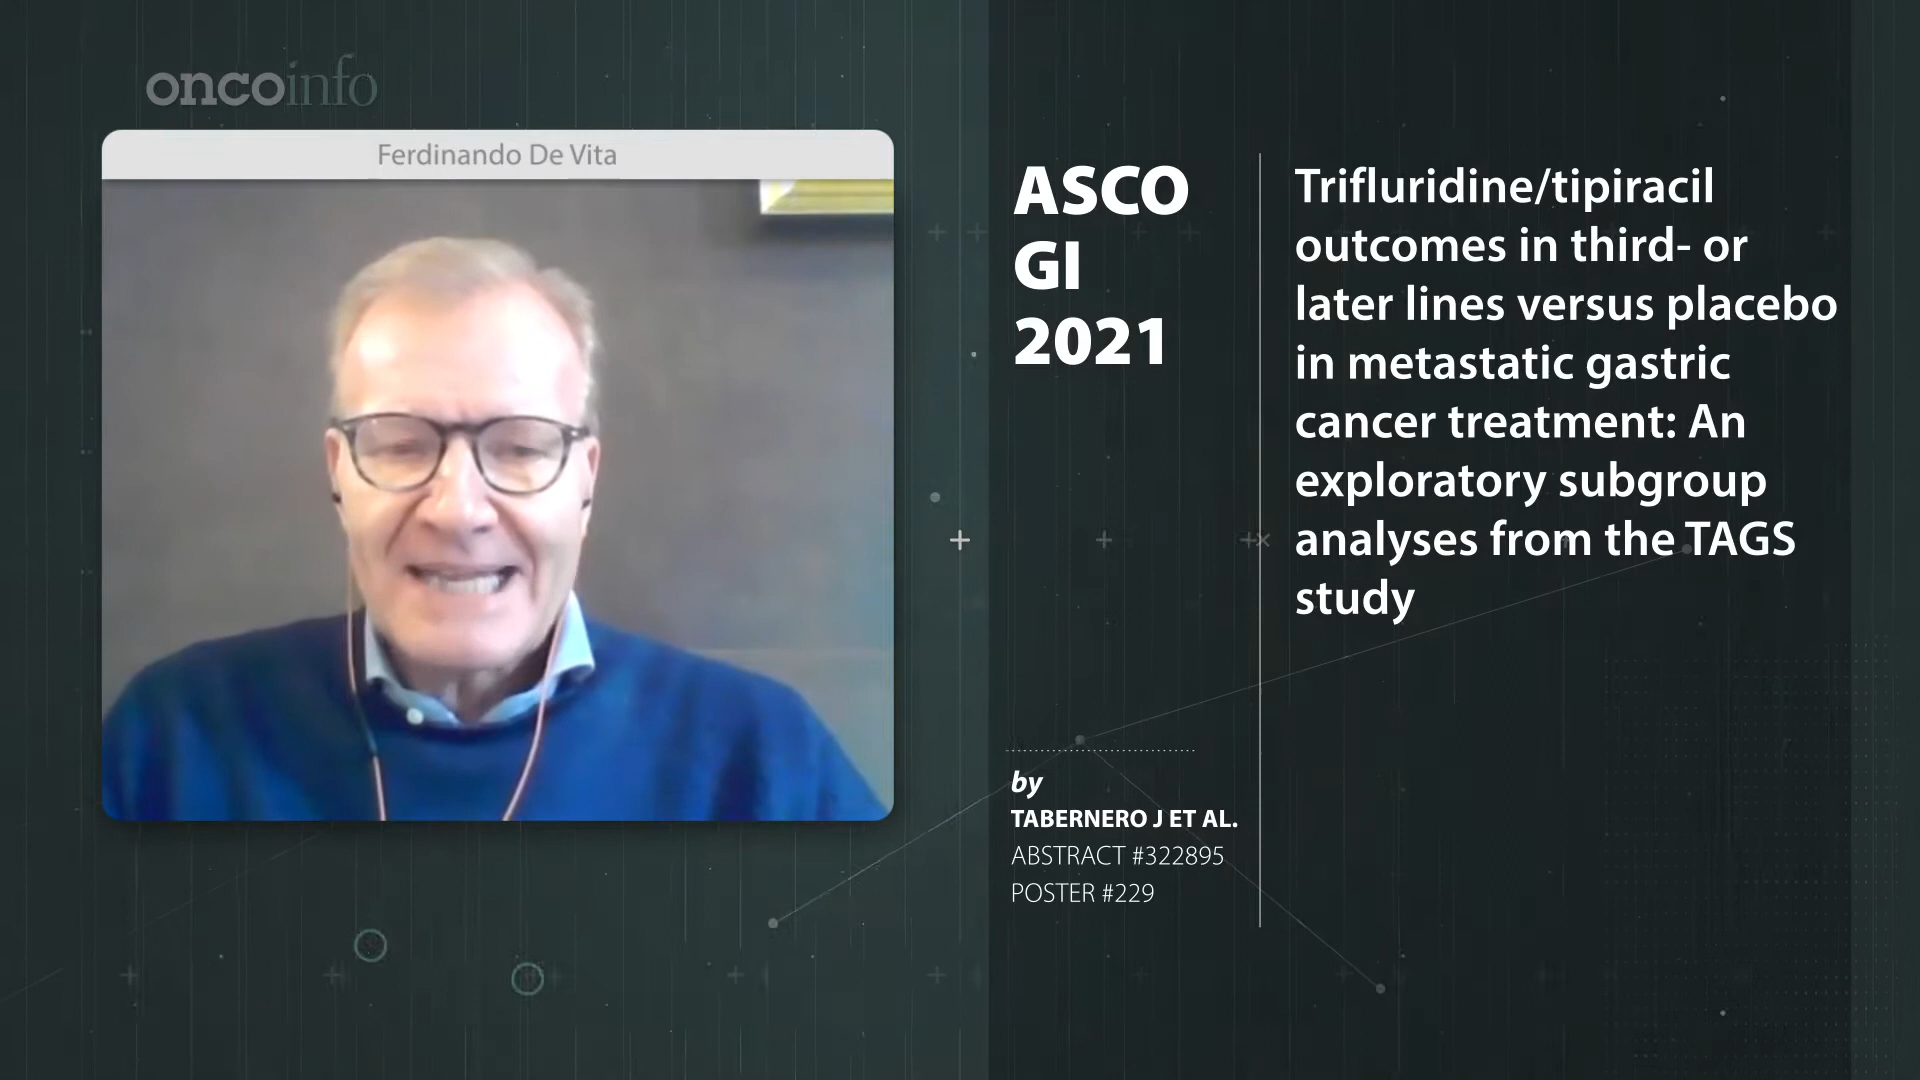 oncoinfo
Ferdinando De Vita
ASCO
GI
2021
Trifluridine/tipiracil
outcomes in third- or
later lines versus placebo
in metastatic gastric
cancer treatment: An
exploratory subgroup
analyses from the TAGS
study
by
TABERNERO J ET AL.
ABSTRACT #322895
POSTER #229